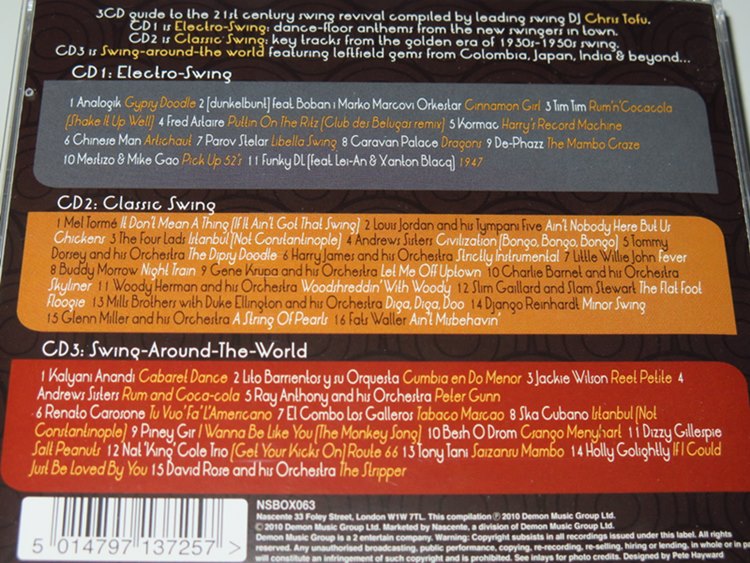 3CD guide to the 21st century swing revival compiled by leading swing DJ Chris Tofu.
CD1 is Electro-Swing: dance-floor anthems from the new swingers in town.
CD2 is Classic Swing: key tracks from the golden era of 1930s-1950s swing.
CD3 is Swing-around-the world featuring leftfield gems from Colombia, Japan, India & beyond...
CD1: Electro-Swing
1 Analogik Gypsy Doodle 2 [dunkelbunt] feat Boban i Marko Marcovi Orkestar Cinnamon Girl 3 Tim Tim Rum'n'Cocacola
(Shake It Up Well) 4 Fred Astaire Puttin On The Ritz (Club des Belugas remix) 5 Kormac Harry's Record Machine
6 Chinese Man Artichaut 7 Parov Stelar Libella Swing 8 Caravan Palace Dragons 9 De-Phazz The Mambo Craze
10 Mestizo & Mike Gao Pick Up 52's 11 Funky DL (feat Lei-An & Xanton Blacq) 1947
CD2: Classic Swing
1 Mel Tormé It Don't Mean A Thing (If It Ain't Got That Swing) 2 Louis Jordan and his Tympani Five Ain't Nobody Here But Us
Chickens 3 The Four Lads Istanbul (Not Constantinople) 4 Andrews Sisters Civilization (Bongo, Bongo, Bongo) 5 Tommy
Dorsey and his Orchestra The Dipsy Doodle 6 Harry James and his Orchestra Strictly Instrumental 7 Little Willie John Fever
8 Buddy Morrow Night Train 9 Gene Krupa and his Orchestra Let Me Off Uptown 10 Charlie Barnet and his Orchestra
Skyliner 11 Woody Herman and his Orchestra Woodshreddin' With Woody 12 Slim Gaillard and Slam Stewart The Flat Foot
Floogie 13 Mills Brothers with Duke Ellington and his Orchestra Diga, Diga, Doo 14 Django Reinhardt Minor Swing
15 Glenn Miller and his Orchestra A String Of Pearls 16 Fats Waller Ain't Misbehavin'
CD3: Swing-Around-The-World
1 Kalyani Anandi Cabaret Dance 2 Lito Barrientos y su Orquesta Cumbia en Do Menor 3 Jackie Wilson Reet Petite 4
Andrews Sisters Rum and Coca-cola 5 Ray Anthony and his Orchestra Peter Gunn
6 Renato Carosone Tu Vuo' Fa' L'Americano 7 El Combo Los Galleros Tabaco Mascao 8 Ska Cubano Istanbul (Not
Constantinople) 9 Piney Gir I Wanna Be Like You (The Monkey Song) 10 Besh O Drom Csango Menyhart 11 Dizzy Gillespie
Salt Peanuts 12 Nat 'King' Cole Trio (Get Your Kicks On) Route 66 13 Tony Tani Saizansu Mambo 14 Holly Golightly If I Could
Just Be Loved By You 15 David Rose and his Orchestra The Stripper
5 014797 137257 >
NSBOX063
Nascente 33 Foley Street, London W1W 7TL. This compilation ℗ 2010 Demon Music Group Ltd.
© 2010 Demon Music Group Ltd. Marketed by Nascente, a division of Demon Music Group Ltd.
Demon Music Group is a 2 entertain company. Warning: Copyright subsists in all recordings issued under this label. All rights
reserved. Any unauthorised broadcasting, public performance, copying, re-recording, re-selling, hiring or lending, in whole or in
will constitute an infringement of such copyright and is prohibited. See inlays for photo credits. Designed by Pete Hayward